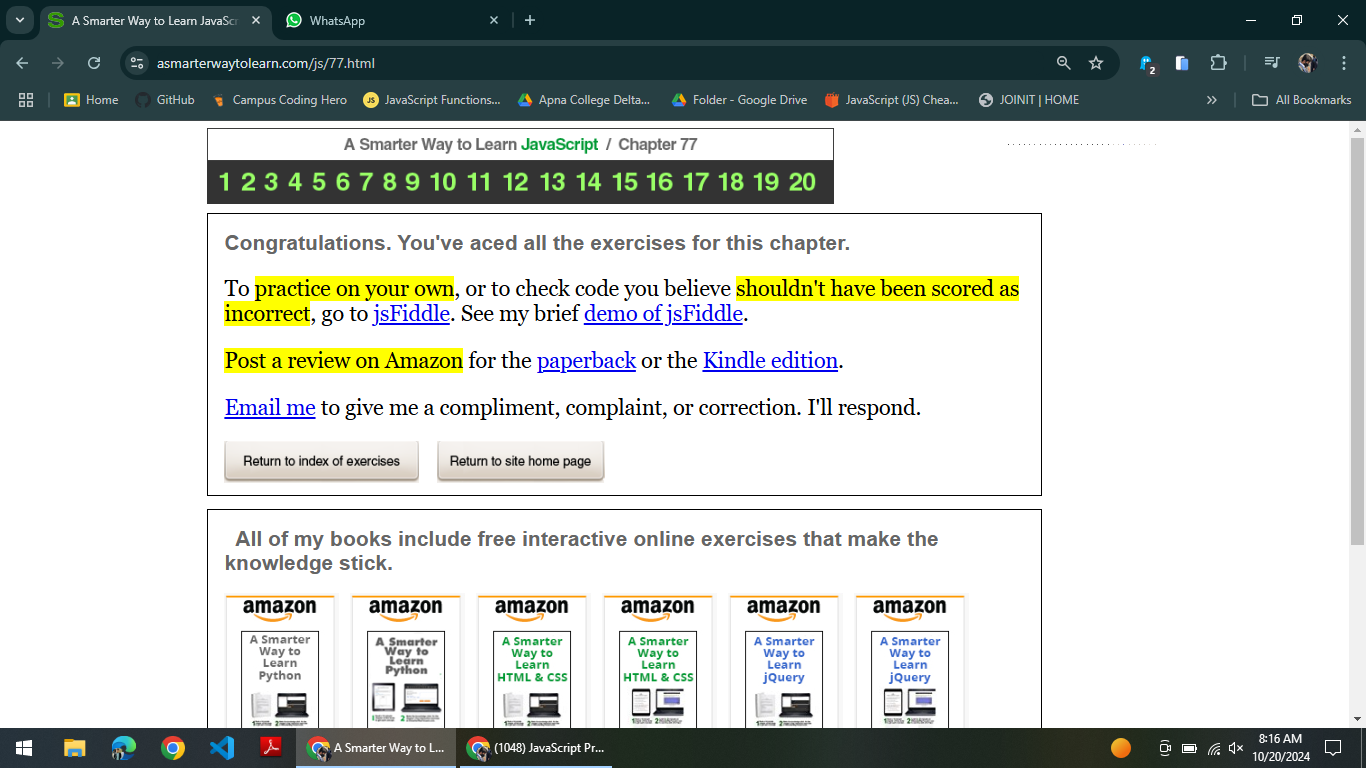 A Smarter Way to Learn JavaSc
WhatsApp
asmarterwaytolearn.com/js/77.html
2
Home
GitHub
Campus Coding Hero
JS
JavaScript Functions...
Apna College Delta...
Folder - Google Drive
JavaScript (JS) Chea...
JOINIT | HOME
All Bookmarks
A Smarter Way to Learn JavaScript / Chapter 77
1 2 3 4 5 6 7 8 9 10 11 12 13 14 15 16 17 18 19 20
Congratulations. You've aced all the exercises for this chapter.
To practice on your own, or to check code you believe shouldn't have been scored as
incorrect, go to jsFiddle. See my brief demo of jsFiddle.
Post a review on Amazon for the paperback or the Kindle edition.
Email me to give me a compliment, complaint, or correction. I'll respond.
Return to index of exercises
Return to site home page
All of my books include free interactive online exercises that make the
knowledge stick.
amazon
A Smarter
Way to
Learn
Python
amazon
A Smarter
Way to
Learn
Python
amazon
A Smarter
Way to
Learn
HTML & CSS
amazon
A Smarter
Way to
Learn
HTML & CSS
amazon
A Smarter
Way to
Learn
jQuery
amazon
A Smarter
Way to
Learn
jQuery
A Smarter Way to L...
(1048) JavaScript Pr...
8:16 AM
10/20/2024